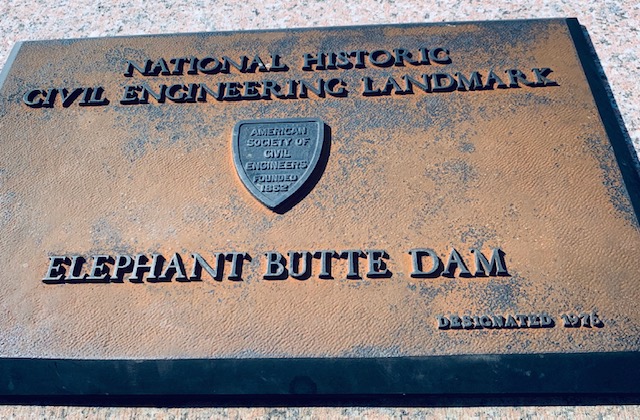 NATIONAL HISTORIC
CIVIL ENGINEERING LANDMARK
AMERICAN
SOCIETY OF
CIVIL
ENGINEERS
FOUNDED
1852
ELEPHANT BUTTE DAM
DESIGNATED 1976